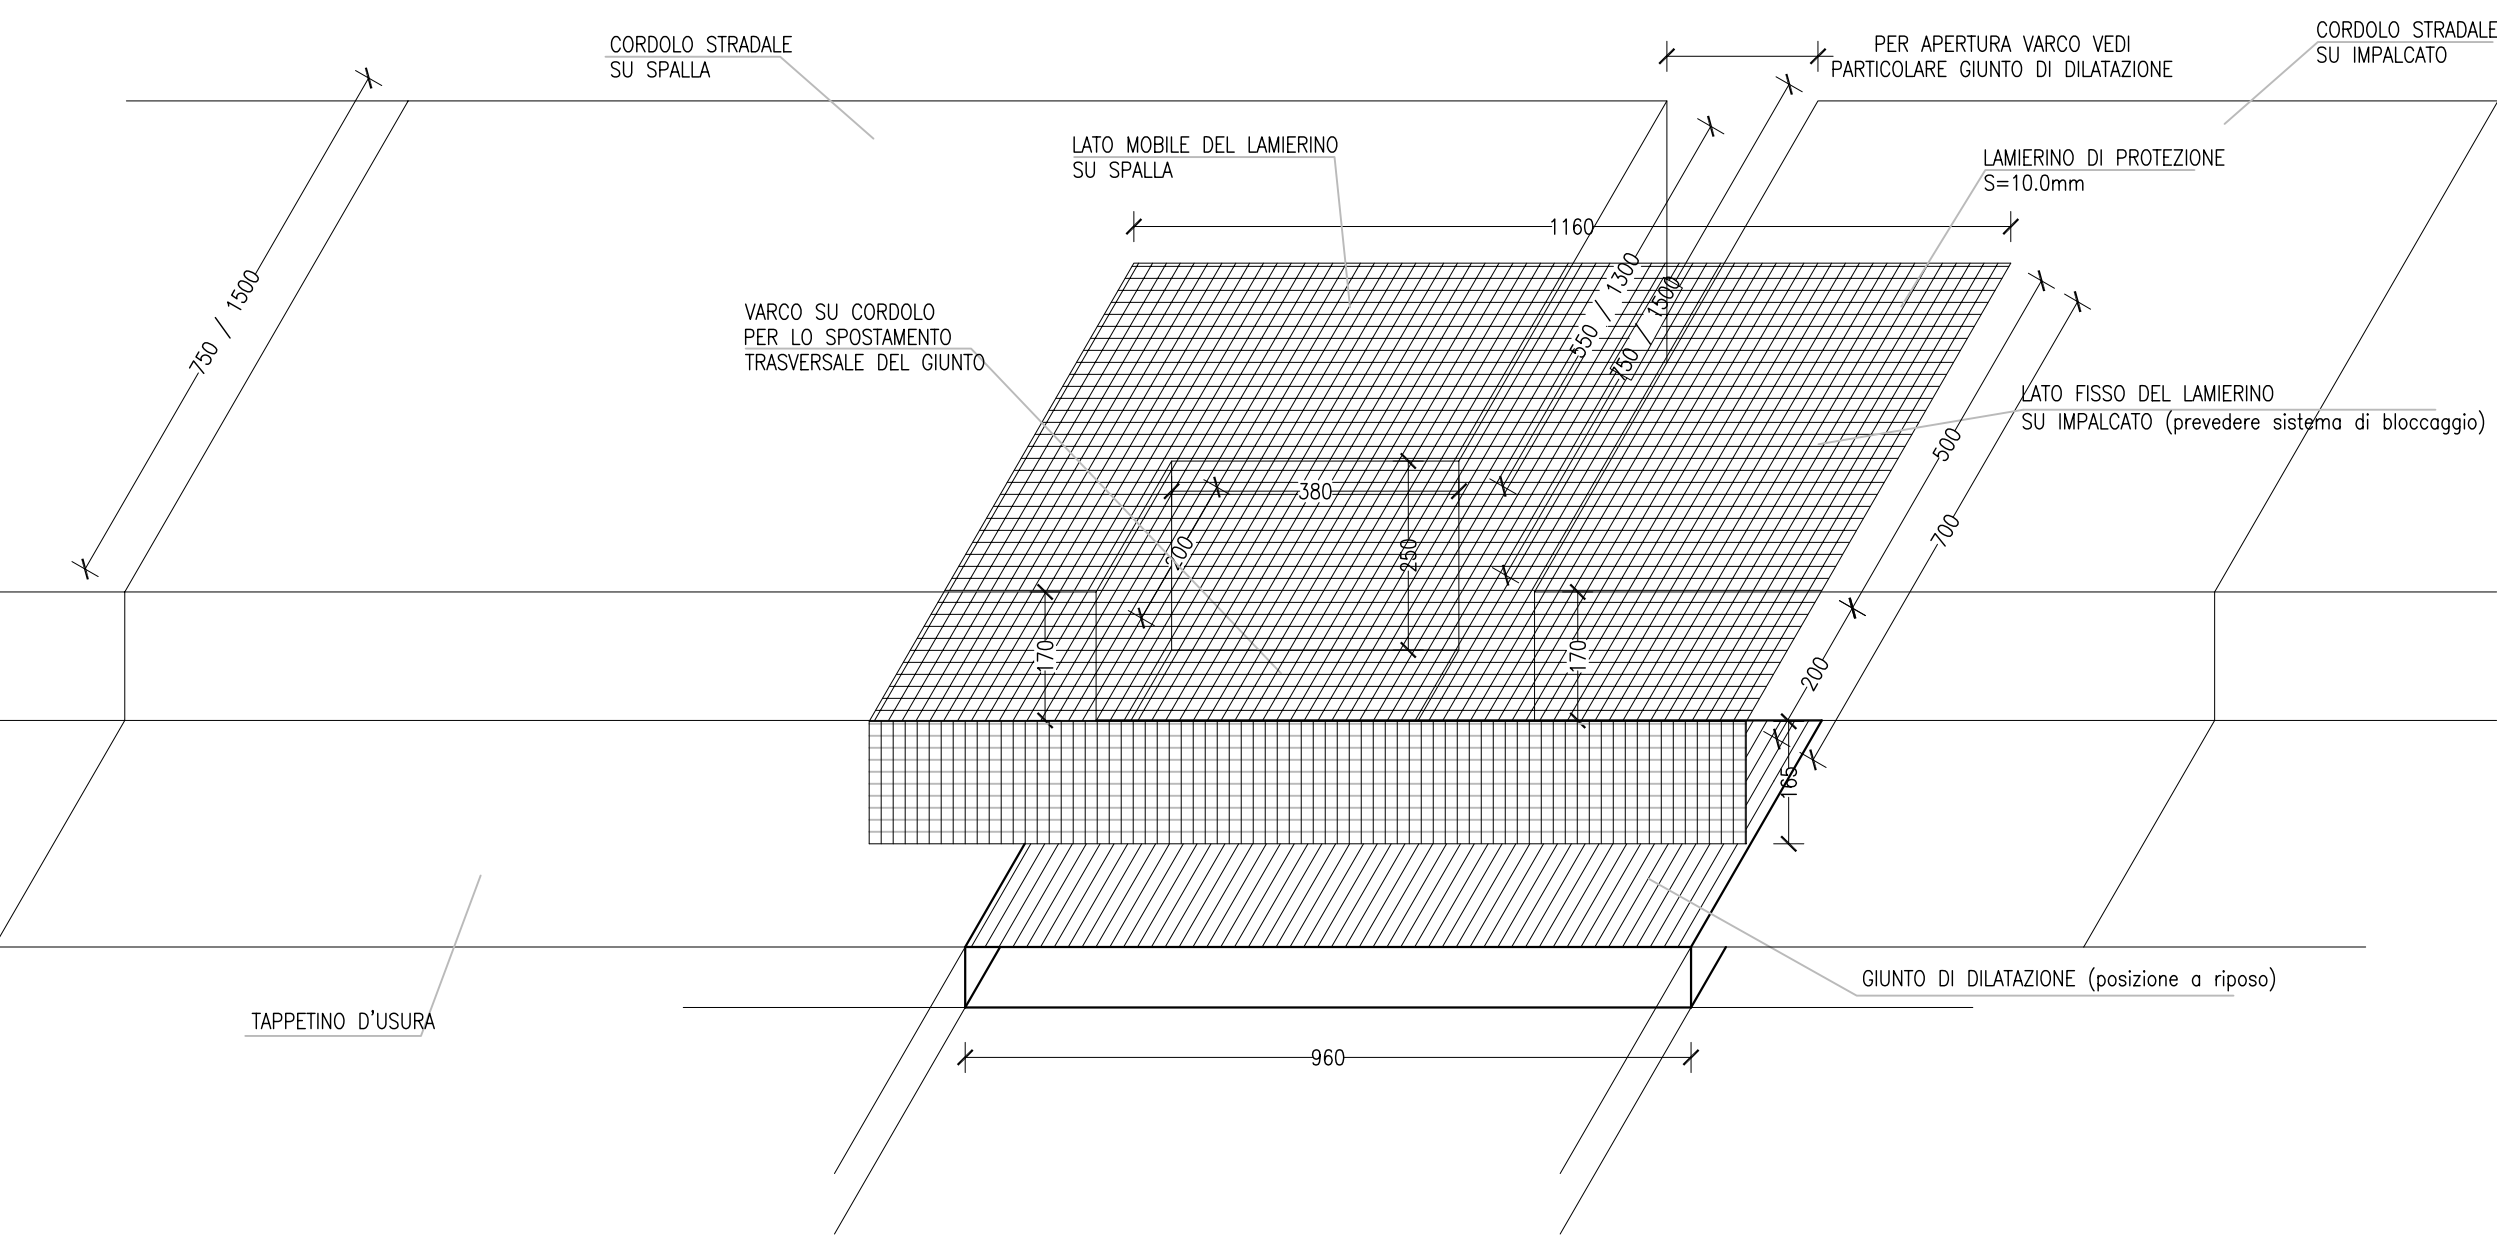 CORDOLO STRADALE
SU SPALLA
PER APERTURA VARCO VEDI
PARTICOLARE GIUNTO DI DILATAZIONE
CORDOLO STRADALE
SU IMPALCATO
LATO MOBILE DEL LAMIERINO
SU SPALLA
LAMIERINO DI PROTEZIONE
S=10.0mm
1160
750 / 1500
550 / 1300
750 / 1500
VARCO SU CORDOLO
PER LO SPOSTAMENTO
TRASVERSALE DEL GIUNTO
LATO FISSO DEL LAMIERINO
SU IMPALCATO (prevedere sistema di bloccaggio)
500
380
700
200
250
170
170
200
165
GIUNTO DI DILATAZIONE (posizione a riposo)
TAPPETINO D'USURA
960